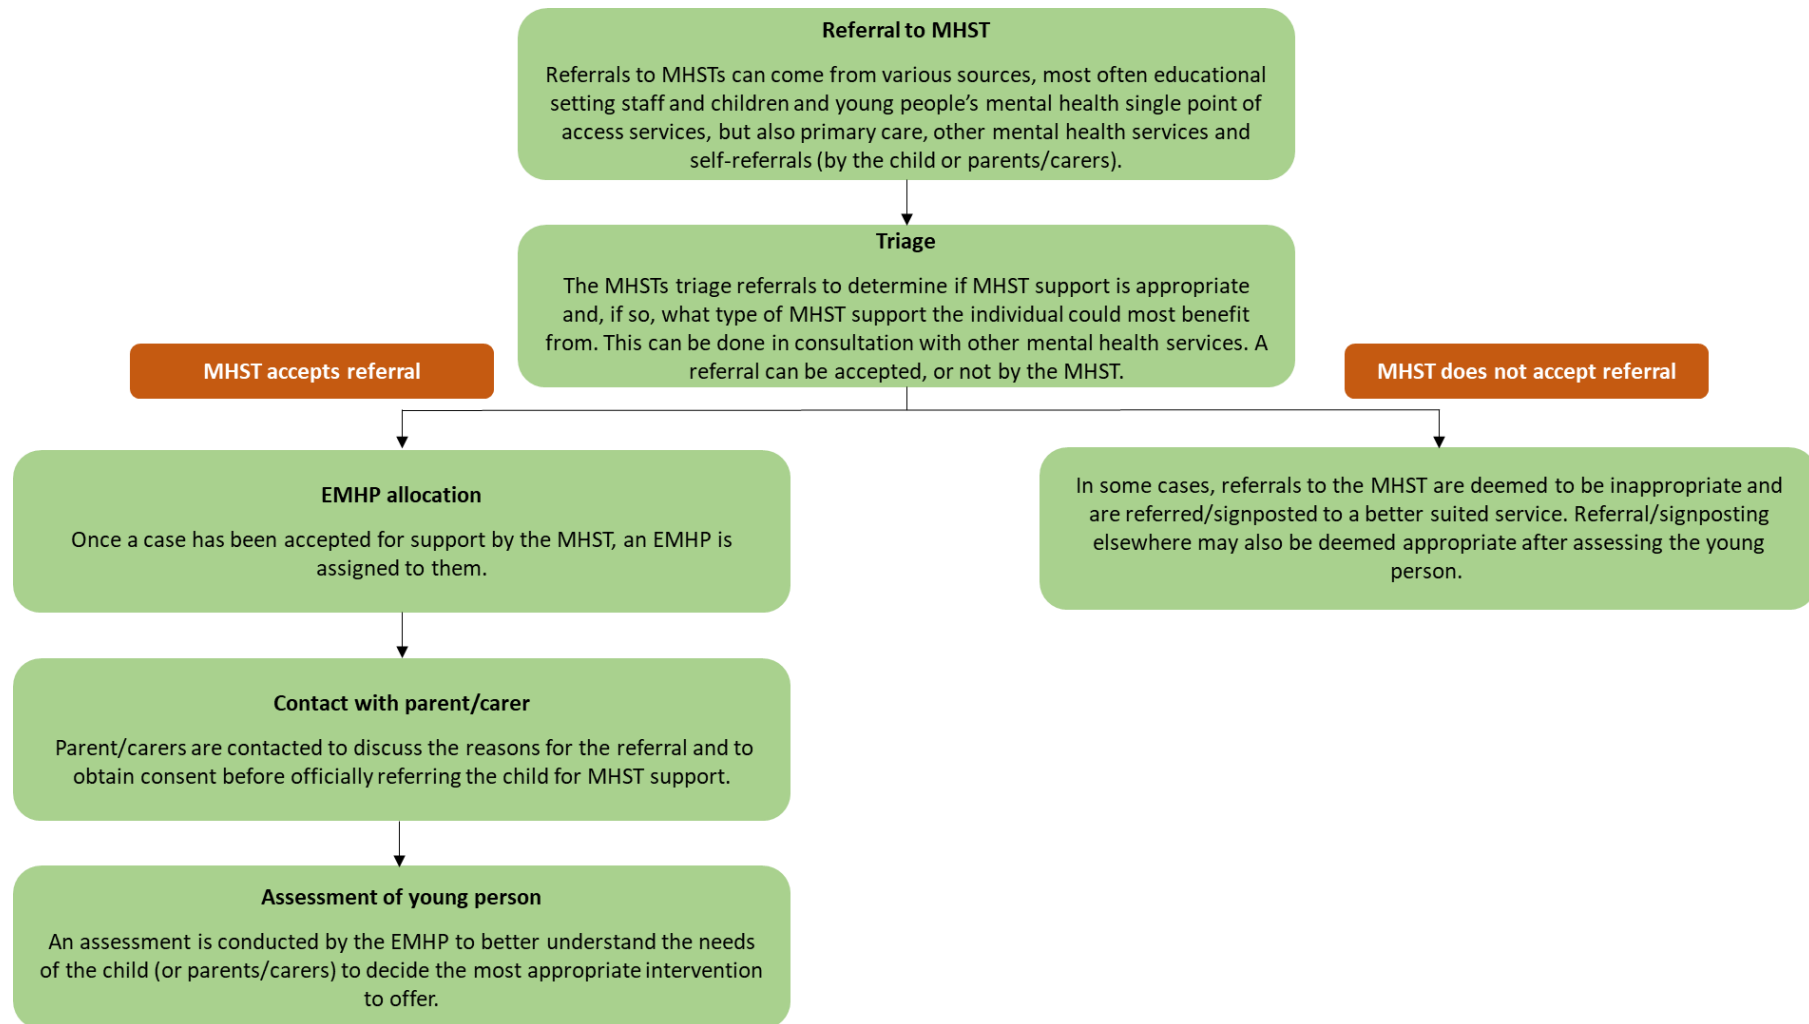 Referral to MHST
Referrals to MHSTs can come from various sources, most often educational
setting staff and children and young people’s mental health single point of
access services, but also primary care, other mental health services and
self-referrals (by the child or parents/carers).
Triage
The MHSTs triage referrals to determine if MHST support is appropriate
and, if so, what type of MHST support the individual could most benefit
from. This can be done in consultation with other mental health services. A
referral can be accepted, or not by the MHST.
MHST accepts referral
MHST does not accept referral
EMHP allocation
Once a case has been accepted for support by the MHST, an EMHP is
assigned to them.
In some cases, referrals to the MHST are deemed to be inappropriate and
are referred/signposted to a better suited service. Referral/signposting
elsewhere may also be deemed appropriate after assessing the young
person.
Contact with parent/carer
Parent/carers are contacted to discuss the reasons for the referral and to
obtain consent before officially referring the child for MHST support.
Assessment of young person
An assessment is conducted by the EMHP to better understand the needs
of the child (or parents/carers) to decide the most appropriate intervention
to offer.